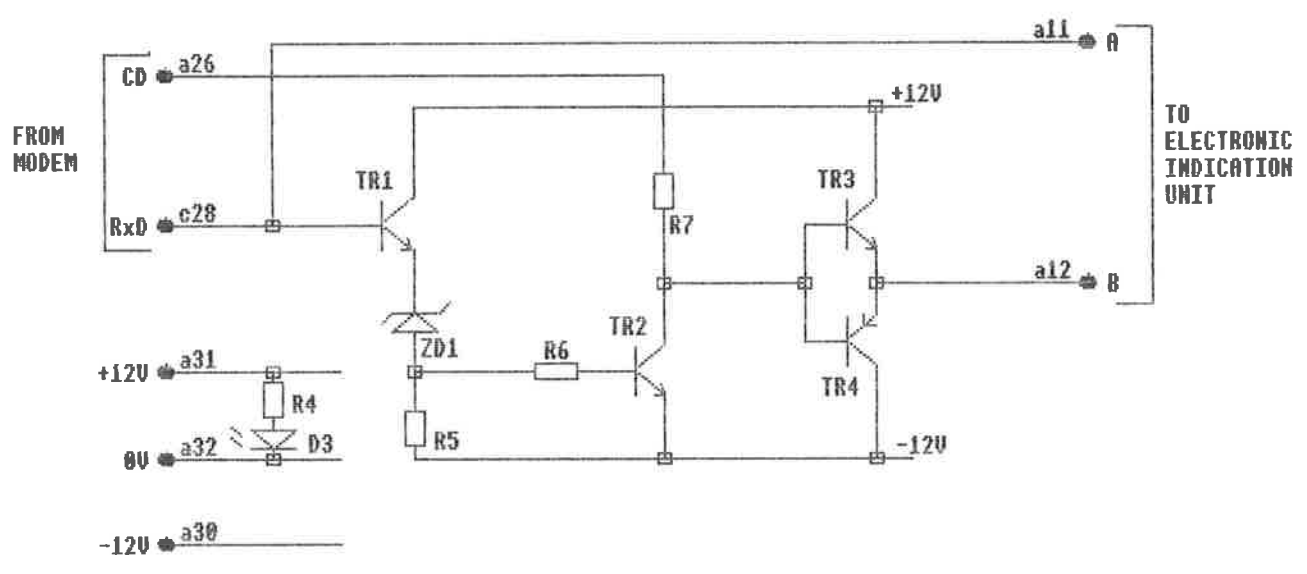 a11
A
CD
a26
+12V
FROM
MODEM
TO
ELECTRONIC
INDICATION
UNIT
TR1
TR3
RxD
c28
R7
a12
B
TR2
ZD1
R6
+12V
a31
TR4
R4
D3
R5
0V
a32
-12V
-12V
a30